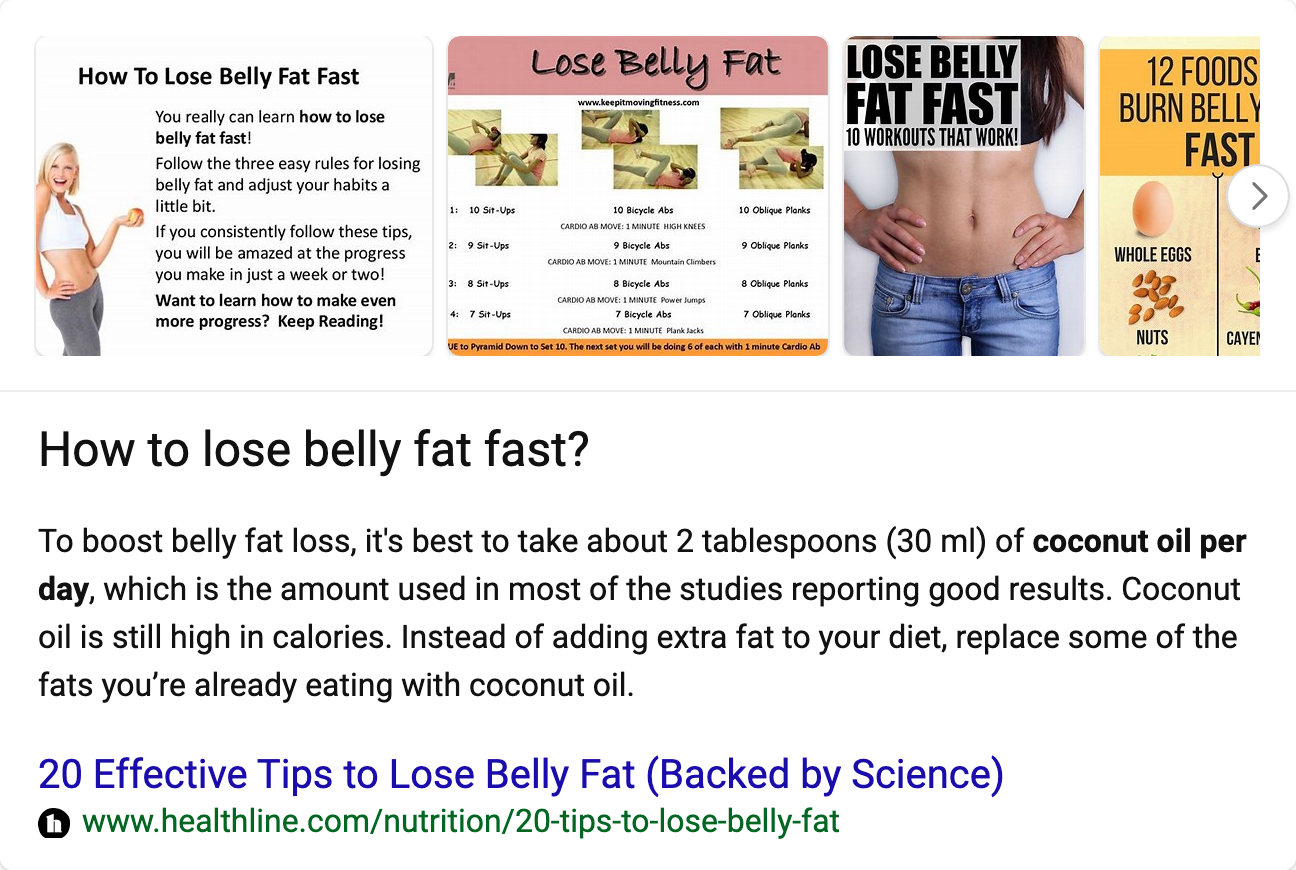 How To Lose Belly Fat Fast
You really can learn how to lose
belly fat fast!
Follow the three easy rules for losing
belly fat and adjust your habits a
little bit.
If you consistently follow these tips,
you will be amazed at the progress
you make in just a week or two!
Want to learn how to make even
more progress? Keep Reading!
Lose Belly Fat
www.keepitmovingfitness.com
1: 10 Sit-Ups 10 Bicycle Abs 10 Oblique Planks
CARDIO AB MOVE: 1 MINUTE HIGH KNEES
2: 9 Sit-Ups 9 Bicycle Abs 9 Oblique Planks
CARDIO AB MOVE: 1 MINUTE Mountain Climbers
3: 8 Sit-Ups 8 Bicycle Abs 8 Oblique Planks
CARDIO AB MOVE: 1 MINUTE Power Jumps
4: 7 Sit-Ups 7 Bicycle Abs 7 Oblique Planks
CARDIO AB MOVE: 1 MINUTE Plank Jacks
UE to Pyramid Down to Set 10. The next set you will be doing 6 of each with 1 minute Cardio Ab
LOSE BELLY
FAT FAST
10 WORKOUTS THAT WORK!
12 FOODS
BURN BELLY
FAST
WHOLE EGGS
NUTS
CAYEN
How to lose belly fat fast?
To boost belly fat loss, it's best to take about 2 tablespoons (30 ml) of coconut oil per
day, which is the amount used in most of the studies reporting good results. Coconut
oil is still high in calories. Instead of adding extra fat to your diet, replace some of the
fats you’re already eating with coconut oil.
20 Effective Tips to Lose Belly Fat (Backed by Science)
www.healthline.com/nutrition/20-tips-to-lose-belly-fat